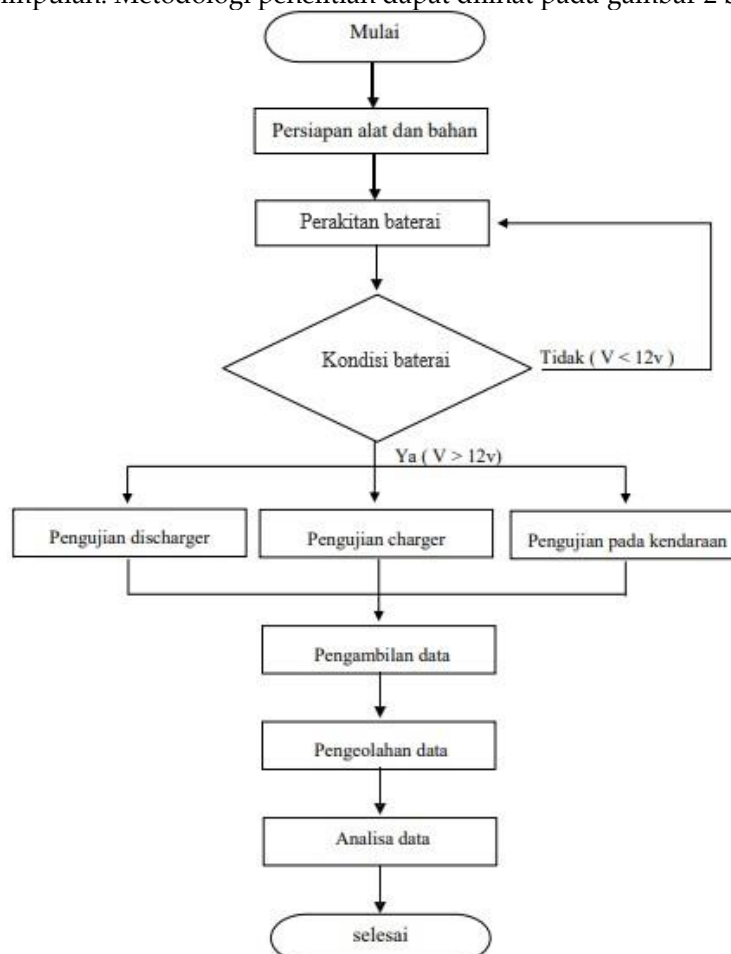 Metodologi penelitian dapat dilihat pada gambar 2
Mulai
Persiapan alat dan bahan
Perakitan baterai
Kondisi baterai
Tidak ( V < 12v )
Ya ( V > 12v)
Pengujian discharger
Pengujian charger
Pengujian pada kendaraan
Pengambilan data
Pengeolahan data
Analisa data
selesai